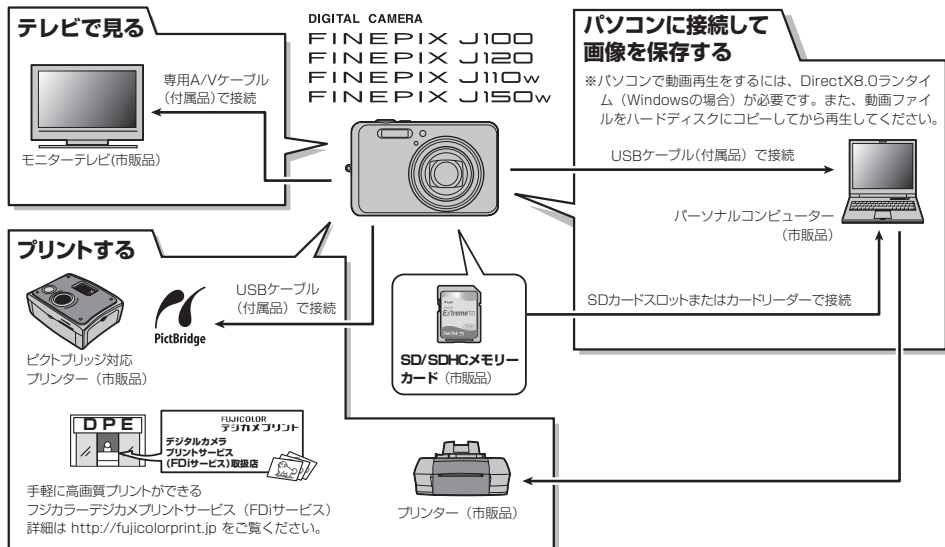 テレビで見る
専用A/Vケーブル
(付属品)で接続
モニターテレビ(市販品)
DIGITAL CAMERA
FINEPIX J100
FINEPIX J120
FINEPIX J110w
FINEPIX J150w
パソコンに接続して
画像を保存する
※パソコンで動画再生をするには、DirectX8.0ランタイ
ム（Windowsの場合）が必要です。また、動画ファイ
ルをハードディスクにコピーしてから再生してください。
USBケーブル(付属品）で接続
パーソナルコンピューター
（市販品）
SDカードスロットまたはカードリーダーで接続
プリントする
USBケーブル
（付属品）で接続
PictBridge
ピクトブリッジ対応
プリンター（市販品）
Extreme III
SanDisk
SD/SDHCメモリー
カード（市販品）
DPE
FUJICOLOR
デジカメプリント
デジタルカメラ
プリントサービス
(FDiサービス)取扱店
手軽に高画質プリントができる
フジカラーデジカメプリントサービス（FDiサービス）
詳細は http://fujicolorprint.jp をご覧ください。
プリンター（市販品）